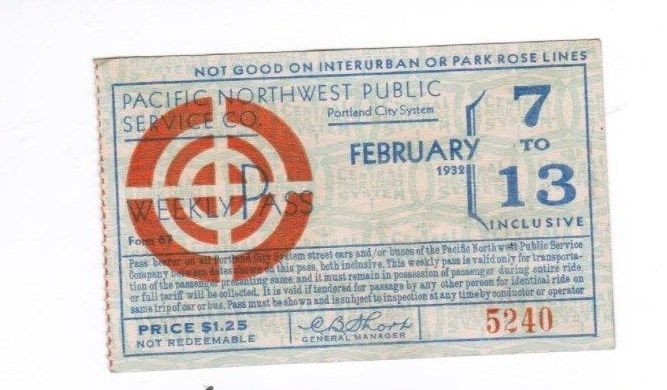 NOT GOOD ON INTERURBAN OR PARK ROSE LINES
PACIFIC NORTHWEST PUBLIC
SERVICE CO.
Portland City System
FEBRUARY
1932
7
TO
13
INCLUSIVE
WEEKLY PASS
Form 67
Pass bearer on all Portland City System street cars and/or buses of the Pacific Northwest Public Service
Company between dates shown on this pass, both inclusive. This weekly pass is valid only for transporta-
tion of the passenger presenting same, and it must remain in possession of passenger during entire ride,
or full tariff will be collected. It is void if tendered for passage by any other person for identical ride on
same trip of car or bus. Pass must be shown and is subject to inspection at any time by conductor or operator
PRICE $1.25
NOT REDEEMABLE
C B Short
GENERAL MANAGER
5240